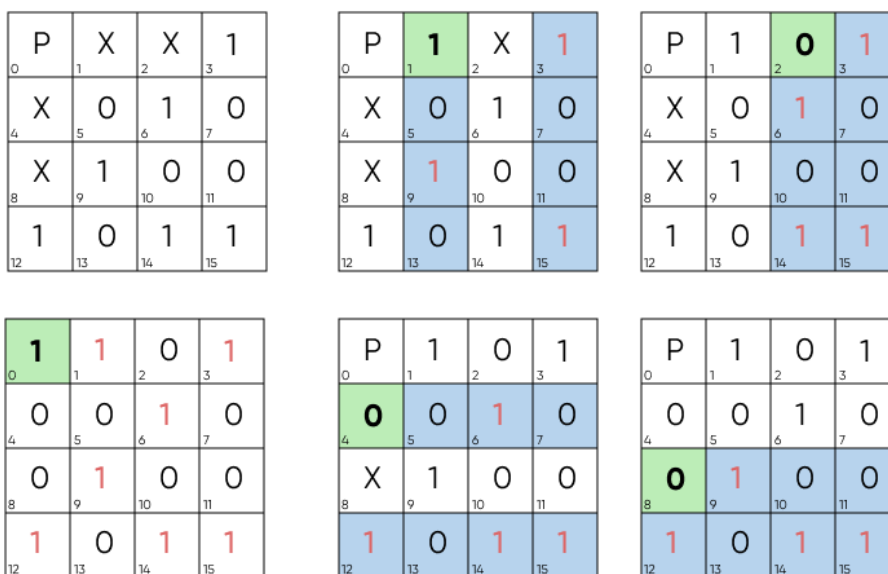 P X X 1
0 1 2 3
X 0 1 0
4 5 6 7
X 1 0 0
8 9 10 11
1 0 1 1
12 13 14 15
P 1 X 1
0 1 2 3
X 0 1 0
4 5 6 7
X 1 0 0
8 9 10 11
1 0 1 1
12 13 14 15
P 1 0 1
0 1 2 3
X 0 1 0
4 5 6 7
X 1 0 0
8 9 10 11
1 0 1 1
12 13 14 15
1 1 0 1
0 1 2 3
0 0 1 0
4 5 6 7
0 1 0 0
8 9 10 11
1 0 1 1
12 13 14 15
P 1 0 1
0 1 2 3
0 0 1 0
4 5 6 7
X 1 0 0
8 9 10 11
1 0 1 1
12 13 14 15
P 1 0 1
0 1 2 3
0 0 1 0
4 5 6 7
0 1 0 0
8 9 10 11
1 0 1 1
12 13 14 15